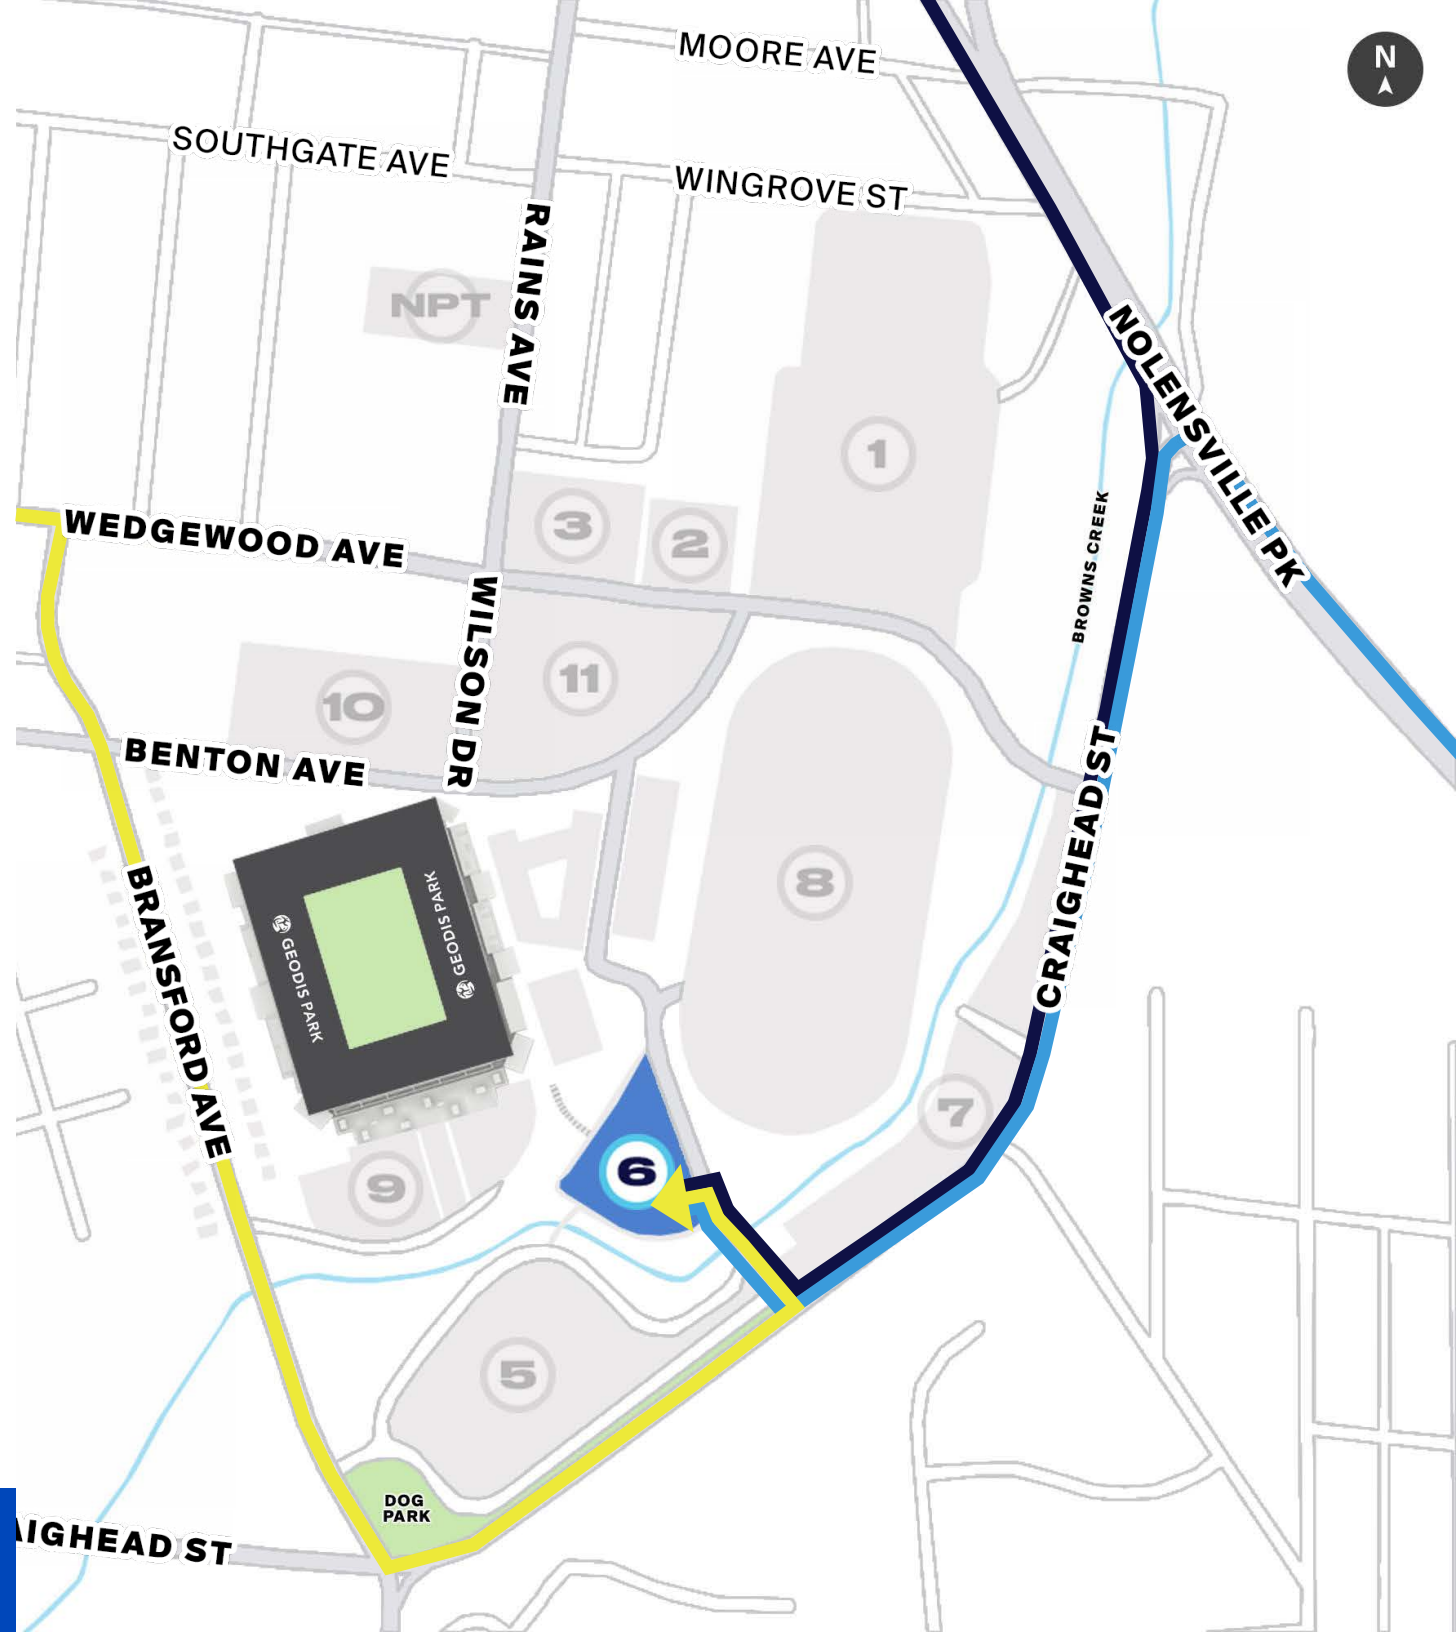 N
MOORE AVE
SOUTHGATE AVE
WINGROVE ST
RAINS AVE
NPT
NOLENSVILLE PK
1
3
2
WEDGEWOOD AVE
BROWNS CREEK
WILSON DR
11
10
BENTON AVE
CRAIGHEAD ST
8
BRANSFORD AVE
GEODIS PARK
GEODIS PARK
7
6
9
5
DOG
PARK
AIGHEAD ST